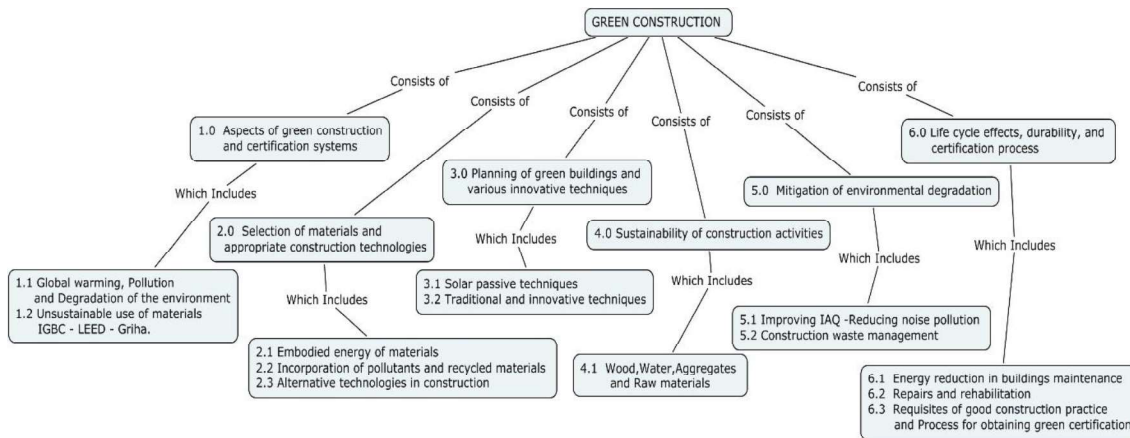 GREEN CONSTRUCTION
Consists of
Consists of
Consists of
Consists of
Consists of
Consists of
1.0 Aspects of green construction
and certification systems
Which Includes
1.1 Global warming, Pollution
and Degradation of the environment
1.2 Unsustainable use of materials
IGBC - LEED - Griha.
2.0 Selection of materials and
appropriate construction technologies
Which Includes
2.1 Embodied energy of materials
2.2 Incorporation of pollutants and recycled materials
2.3 Alternative technologies in construction
3.0 Planning of green buildings and
various innovative techniques
Which Includes
3.1 Solar passive techniques
3.2 Traditional and innovative techniques
4.0 Sustainability of construction activities
Which Includes
4.1 Wood,Water,Aggregates
and Raw materials
5.0 Mitigation of environmental degradation
Which Includes
5.1 Improving IAQ -Reducing noise pollution
5.2 Construction waste management
6.0 Life cycle effects, durability, and
certification process
Which Includes
6.1 Energy reduction in buildings maintenance
6.2 Repairs and rehabilitation
6.3 Requisites of good construction practice
and Process for obtaining green certification